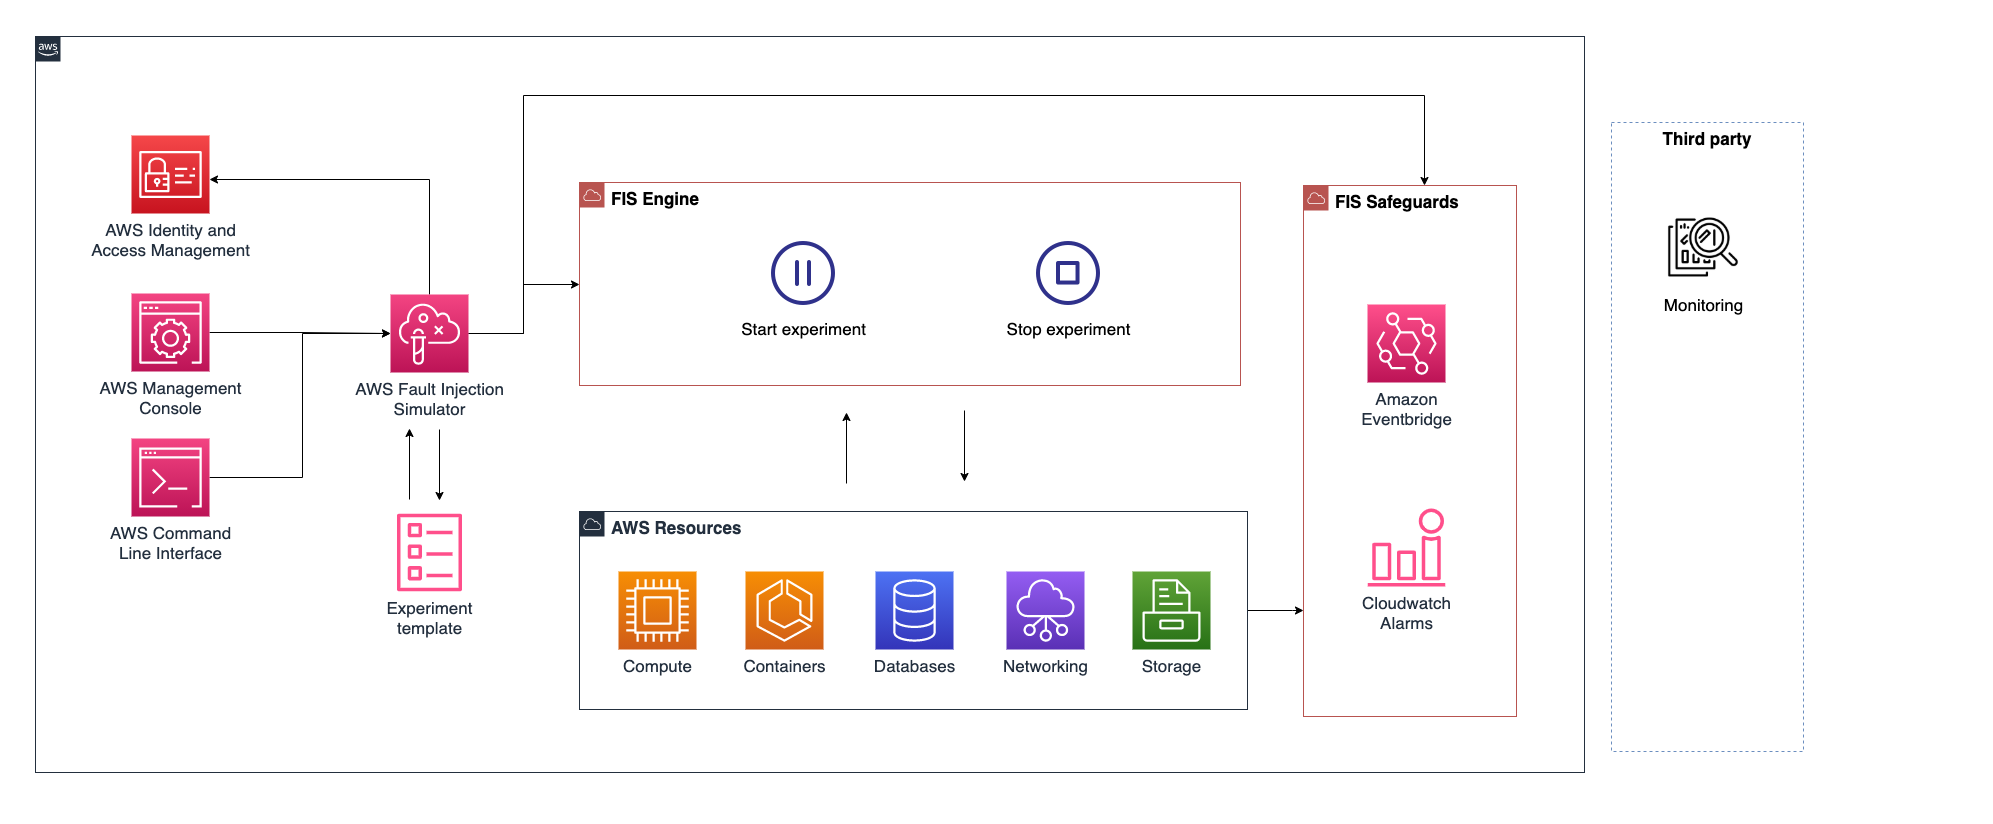 aws
AWS Identity and
Access Management
AWS Management
Console
AWS Command
Line Interface
AWS Fault Injection
Simulator
Experiment
template
FIS Engine
Start experiment
Stop experiment
AWS Resources
Compute
Containers
Databases
Networking
Storage
FIS Safeguards
Amazon
Eventbridge
Cloudwatch
Alarms
Third party
Monitoring